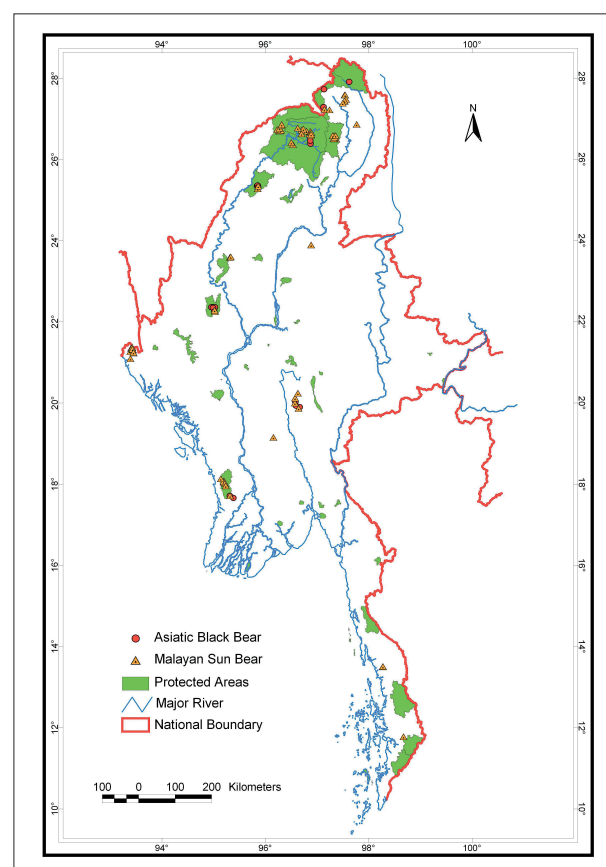 94° 96° 98° 100°
28° 28°
N
26° 26°
24° 24°
22° 22°
20° 20°
18° 18°
16° 16°
14° 14°
12° 12°
10° 10°
Asiatic Black Bear
Malayan Sun Bear
Protected Areas
Major River
National Boundary
100 0 100 200 Kilometers
94° 96° 98° 100°